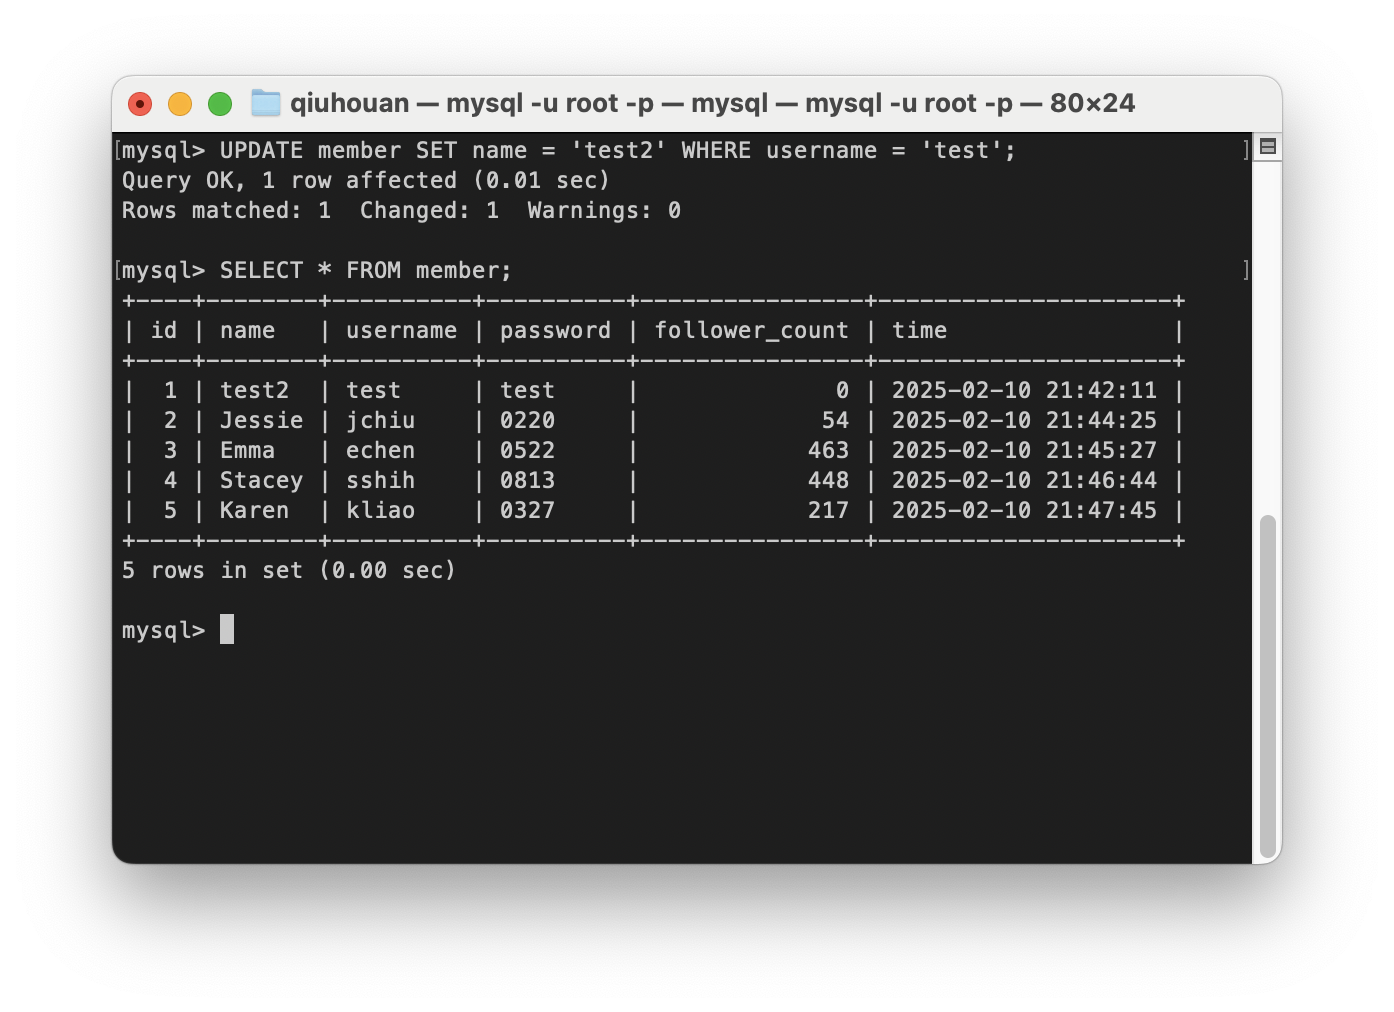 qiuhouan — mysql -u root -p — mysql — mysql -u root -p — 80×24
[mysql> UPDATE member SET name = 'test2' WHERE username = 'test';                ]
Query OK, 1 row affected (0.01 sec)
Rows matched: 1  Changed: 1  Warnings: 0
[mysql> SELECT * FROM member;                                                    ]
+----+--------+----------+----------+----------------+---------------------+
| id | name   | username | password | follower_count | time                |
+----+--------+----------+----------+----------------+---------------------+
|  1 | test2  | test     | test     |              0 | 2025-02-10 21:42:11 |
|  2 | Jessie | jchiu    | 0220     |             54 | 2025-02-10 21:44:25 |
|  3 | Emma   | echen    | 0522     |            463 | 2025-02-10 21:45:27 |
|  4 | Stacey | sshih    | 0813     |            448 | 2025-02-10 21:46:44 |
|  5 | Karen  | kliao    | 0327     |            217 | 2025-02-10 21:47:45 |
+----+--------+----------+----------+----------------+---------------------+
5 rows in set (0.00 sec)
mysql>